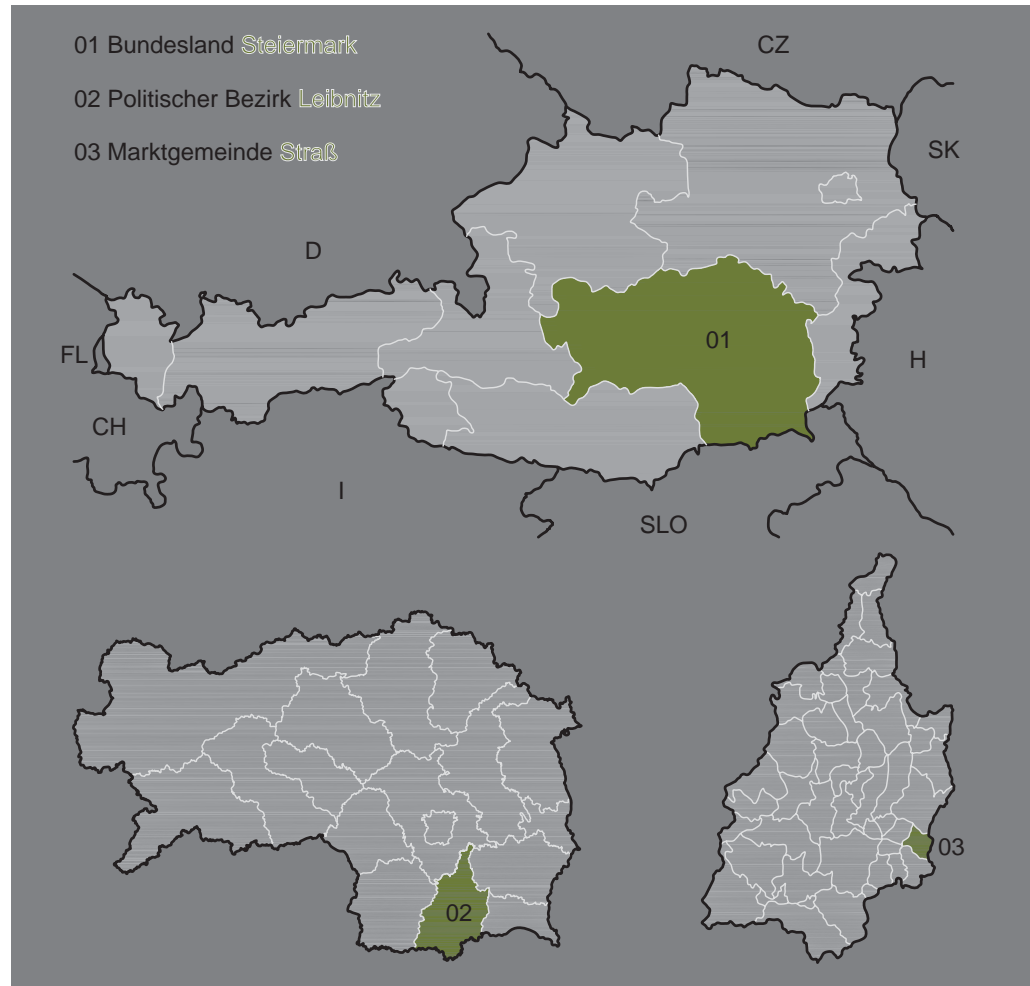 01 Bundesland Steiermark
02 Politischer Bezirk Leibnitz
03 Marktgemeinde Straß
CZ
SK
D
01
FL
H
CH
I
SLO
03
02